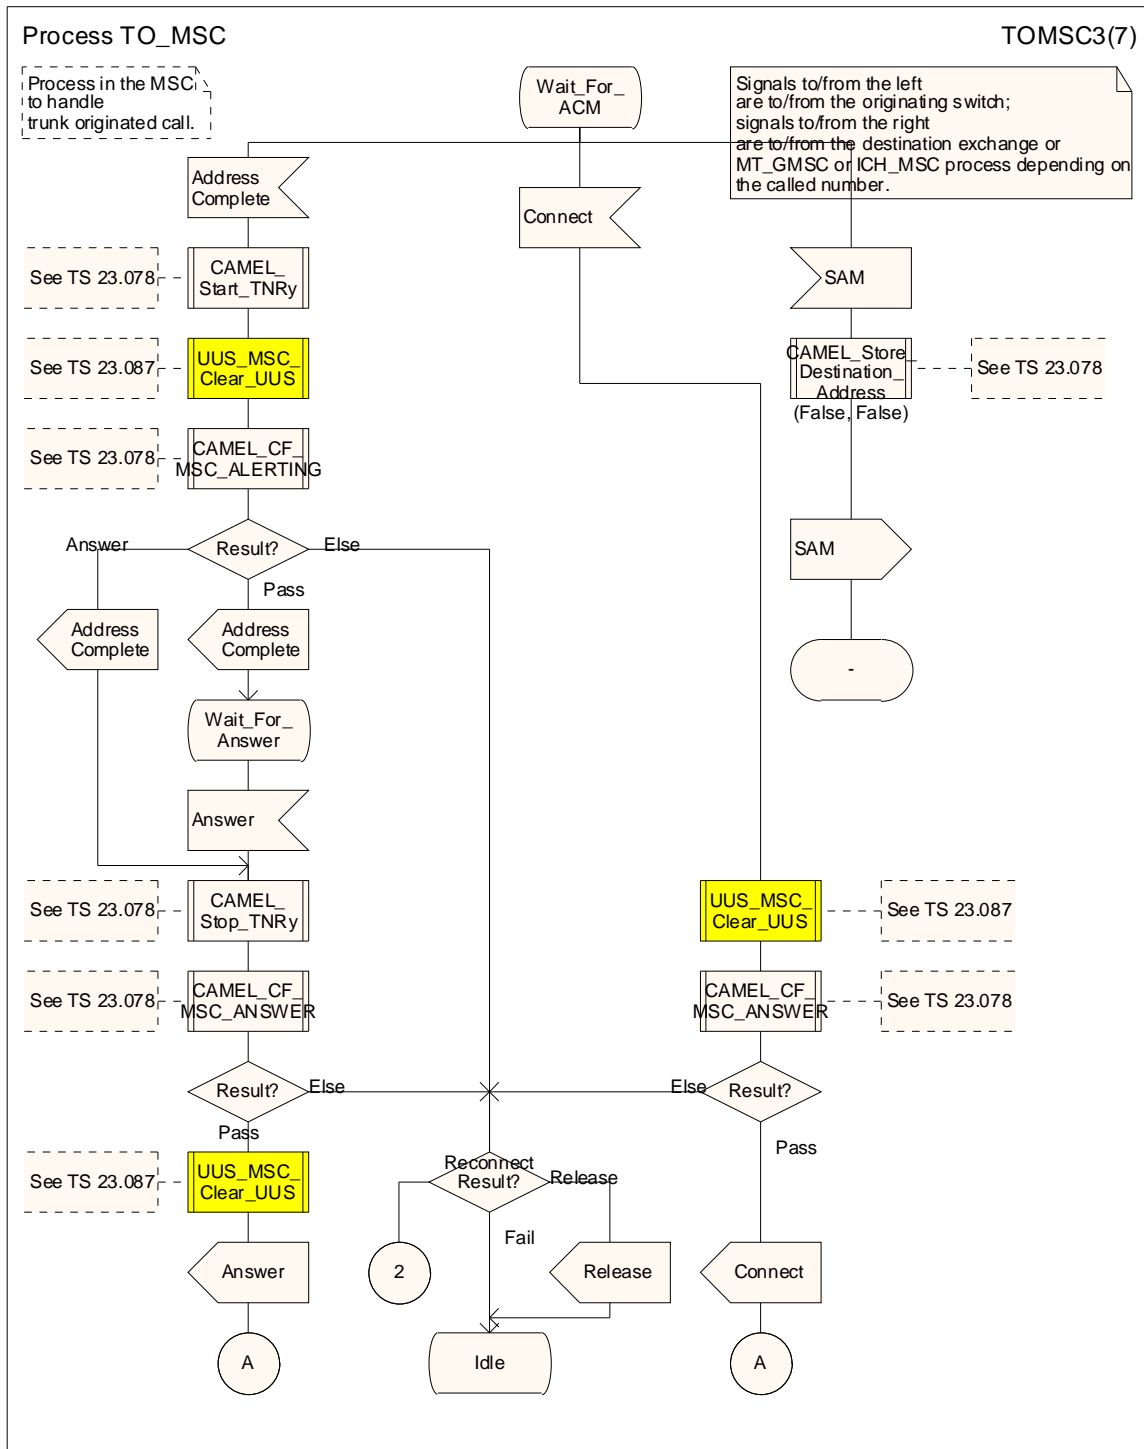 Process TO_MSC
TOMSC3(7)
Process in the MSC
to handle
trunk originated call.
Wait_For_
ACM
Signals to/from the left
are to/from the originating switch;
signals to/from the right
are to/from the destination exchange or
MT_GMSC or ICH_MSC process depending on
the called number.
Address
Complete
Connect
See TS 23.078
CAMEL_
Start_TNRy
SAM
See TS 23.087
UUS_MSC_
Clear_UUS
CAMEL_Store_
Destination_
Address
(False, False)
See TS 23.078
See TS 23.078
CAMEL_CF_
MSC_ALERTING
Answer
Result?
Else
Pass
SAM
Address
Complete
Address
Complete
-
Wait_For_
Answer
Answer
See TS 23.078
CAMEL_
Stop_TNRy
UUS_MSC_
Clear_UUS
See TS 23.087
See TS 23.078
CAMEL_CF_
MSC_ANSWER
CAMEL_CF_
MSC_ANSWER
See TS 23.078
Result?
Else
Else
Result?
Pass
Pass
See TS 23.087
UUS_MSC_
Clear_UUS
Reconnect
Result?
Release
Fail
Answer
2
Release
Connect
A
Idle
A